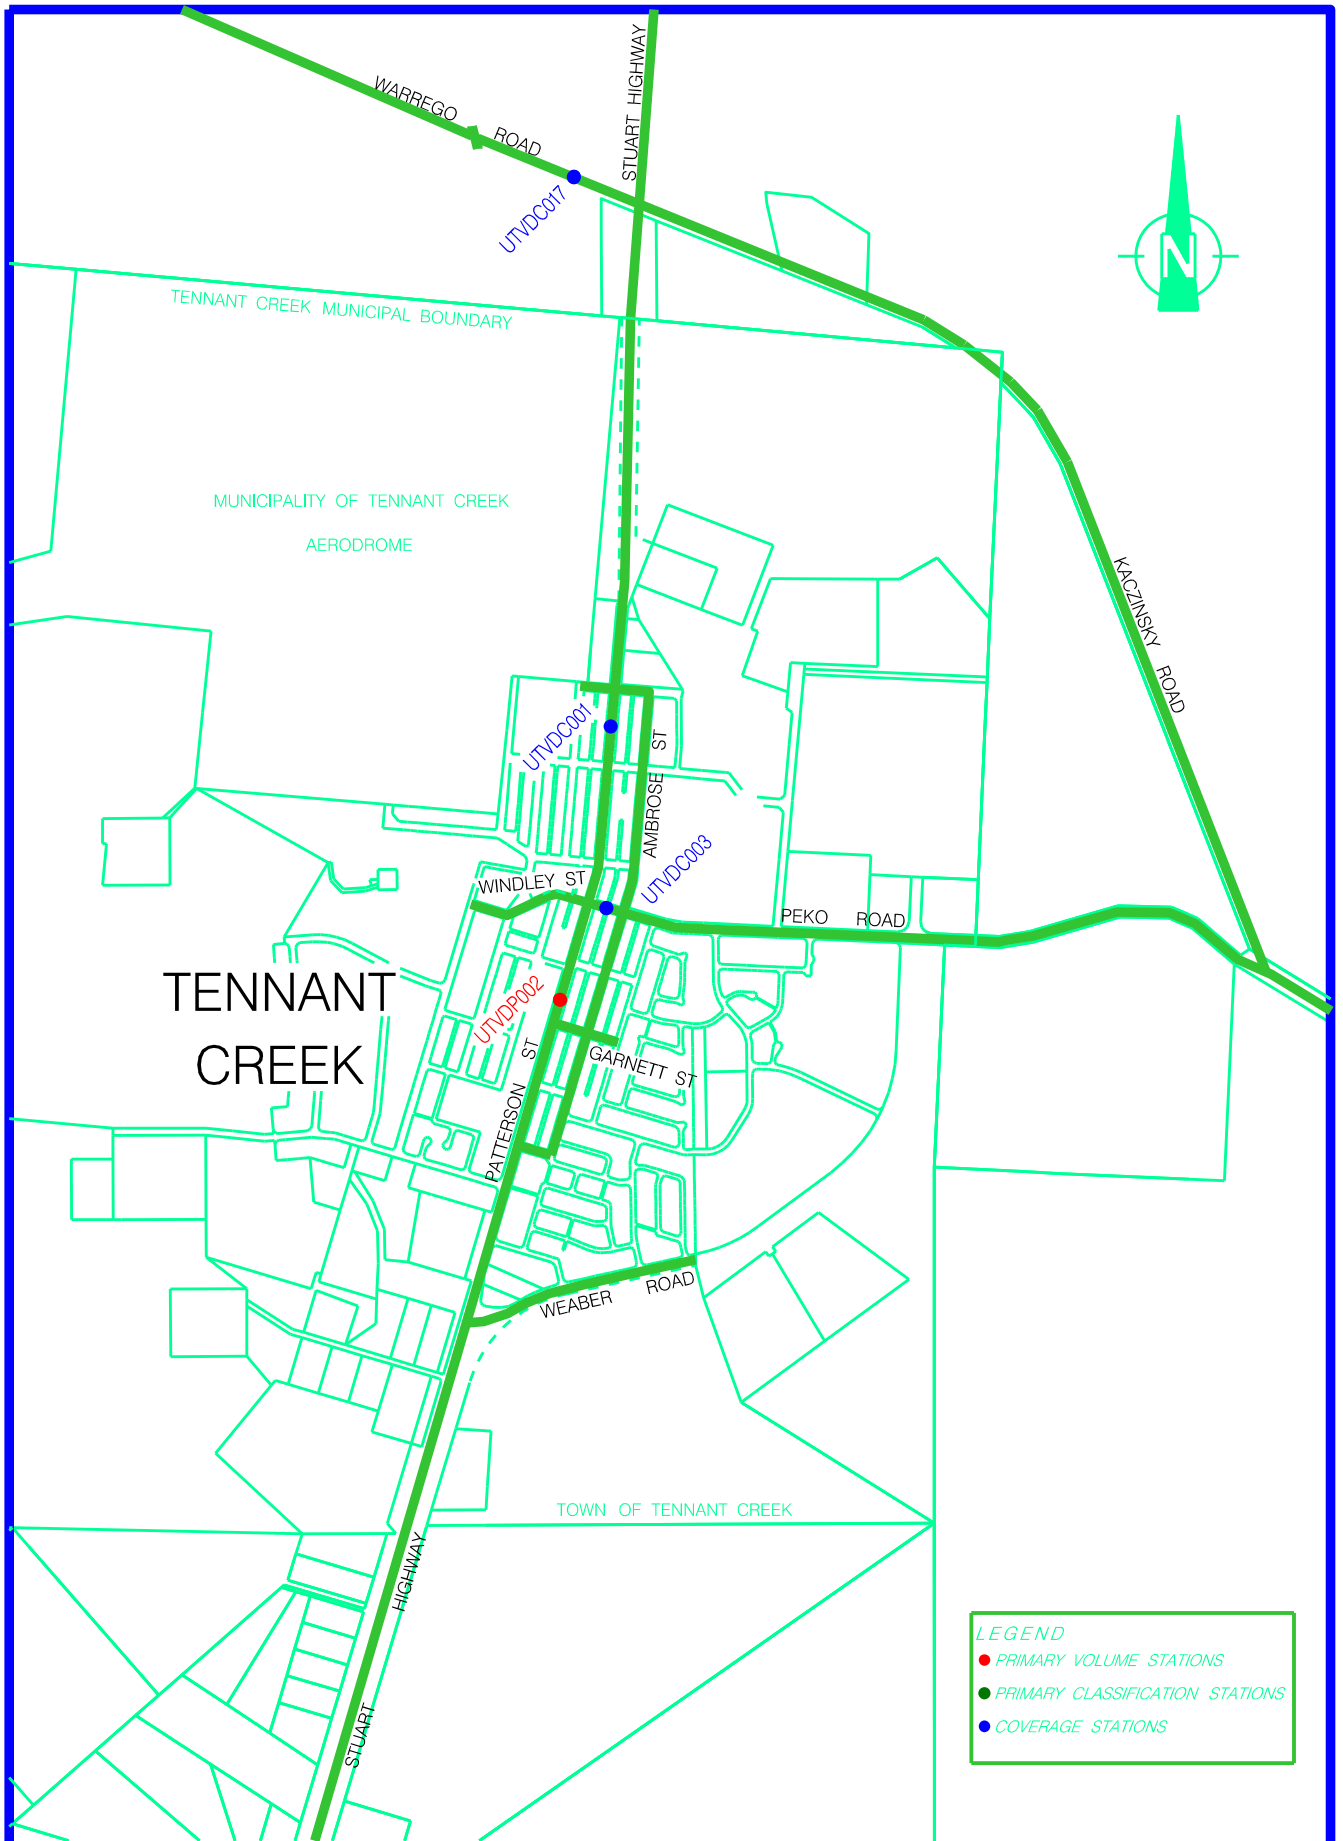 STUART HIGHWAY
WARREGO ROAD
UTVDC017
N
TENNANT CREEK MUNICIPAL BOUNDARY
MUNICIPALITY OF TENNANT CREEK
AERODROME
KACZINSKY ROAD
UTVDC001
AMBROSE ST
UTVDC003
WINDLEY ST
PEKO ROAD
TENNANT
CREEK
UTVDP002
GARNETT ST
PATTERSON ST
WEABER ROAD
TOWN OF TENNANT CREEK
STUART HIGHWAY
LEGEND
PRIMARY VOLUME STATIONS
PRIMARY CLASSIFICATION STATIONS
COVERAGE STATIONS